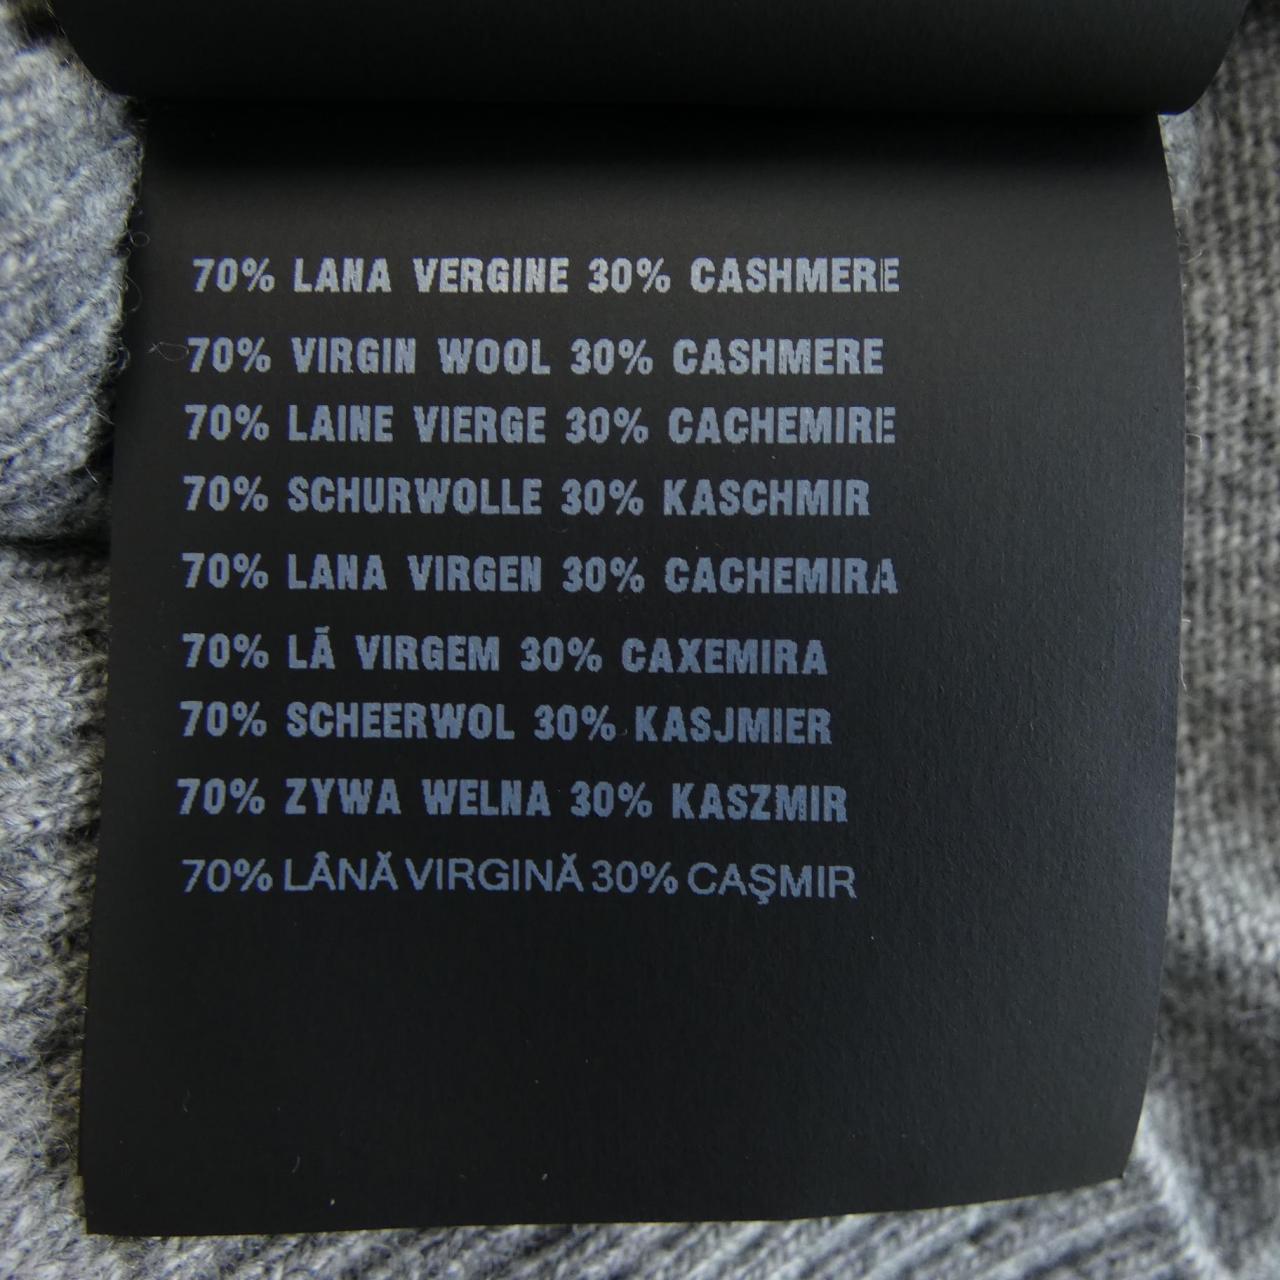 70% LANA VERGINE 30% CASHMERE
70% VIRGIN WOOL 30% CASHMERE
70% LAINE VIERGE 30% CACHEMIRE
70% SCHURWOLLE 30% KASCHMIR
70% LANA VIRGEN 30% CACHEMIRA
70% LÃ VIRGEM 30% CAXEMIRA
70% SCHEERWOL 30% KASJMIER
70% ZYWA WELNA 30% KASZMIR
70% LÂNĂ VIRGINĂ 30% CAŞMIR